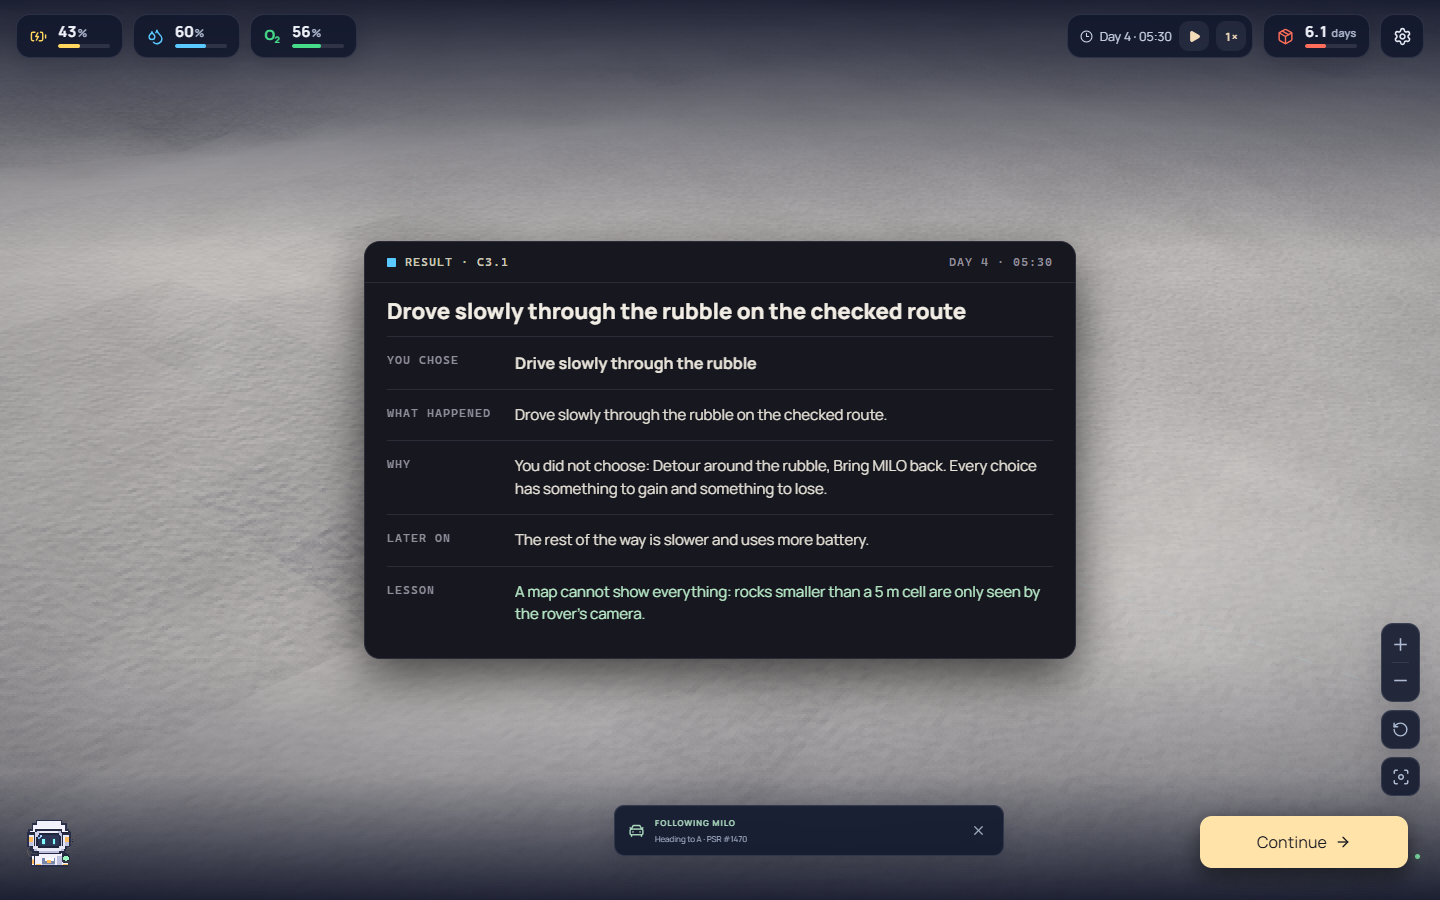 43%
60%
O2 56%
Day 4 · 05:30
1×
6.1 days
RESULT · C3.1
DAY 4 · 05:30
Drove slowly through the rubble on the checked route
YOU CHOSE
Drive slowly through the rubble
WHAT HAPPENED
Drove slowly through the rubble on the checked route.
WHY
You did not choose: Detour around the rubble, Bring MILO back. Every choice
has something to gain and something to lose.
LATER ON
The rest of the way is slower and uses more battery.
LESSON
A map cannot show everything: rocks smaller than a 5 m cell are only seen by
the rover's camera.
FOLLOWING MILO
Heading to A · PSR #1470
Continue →